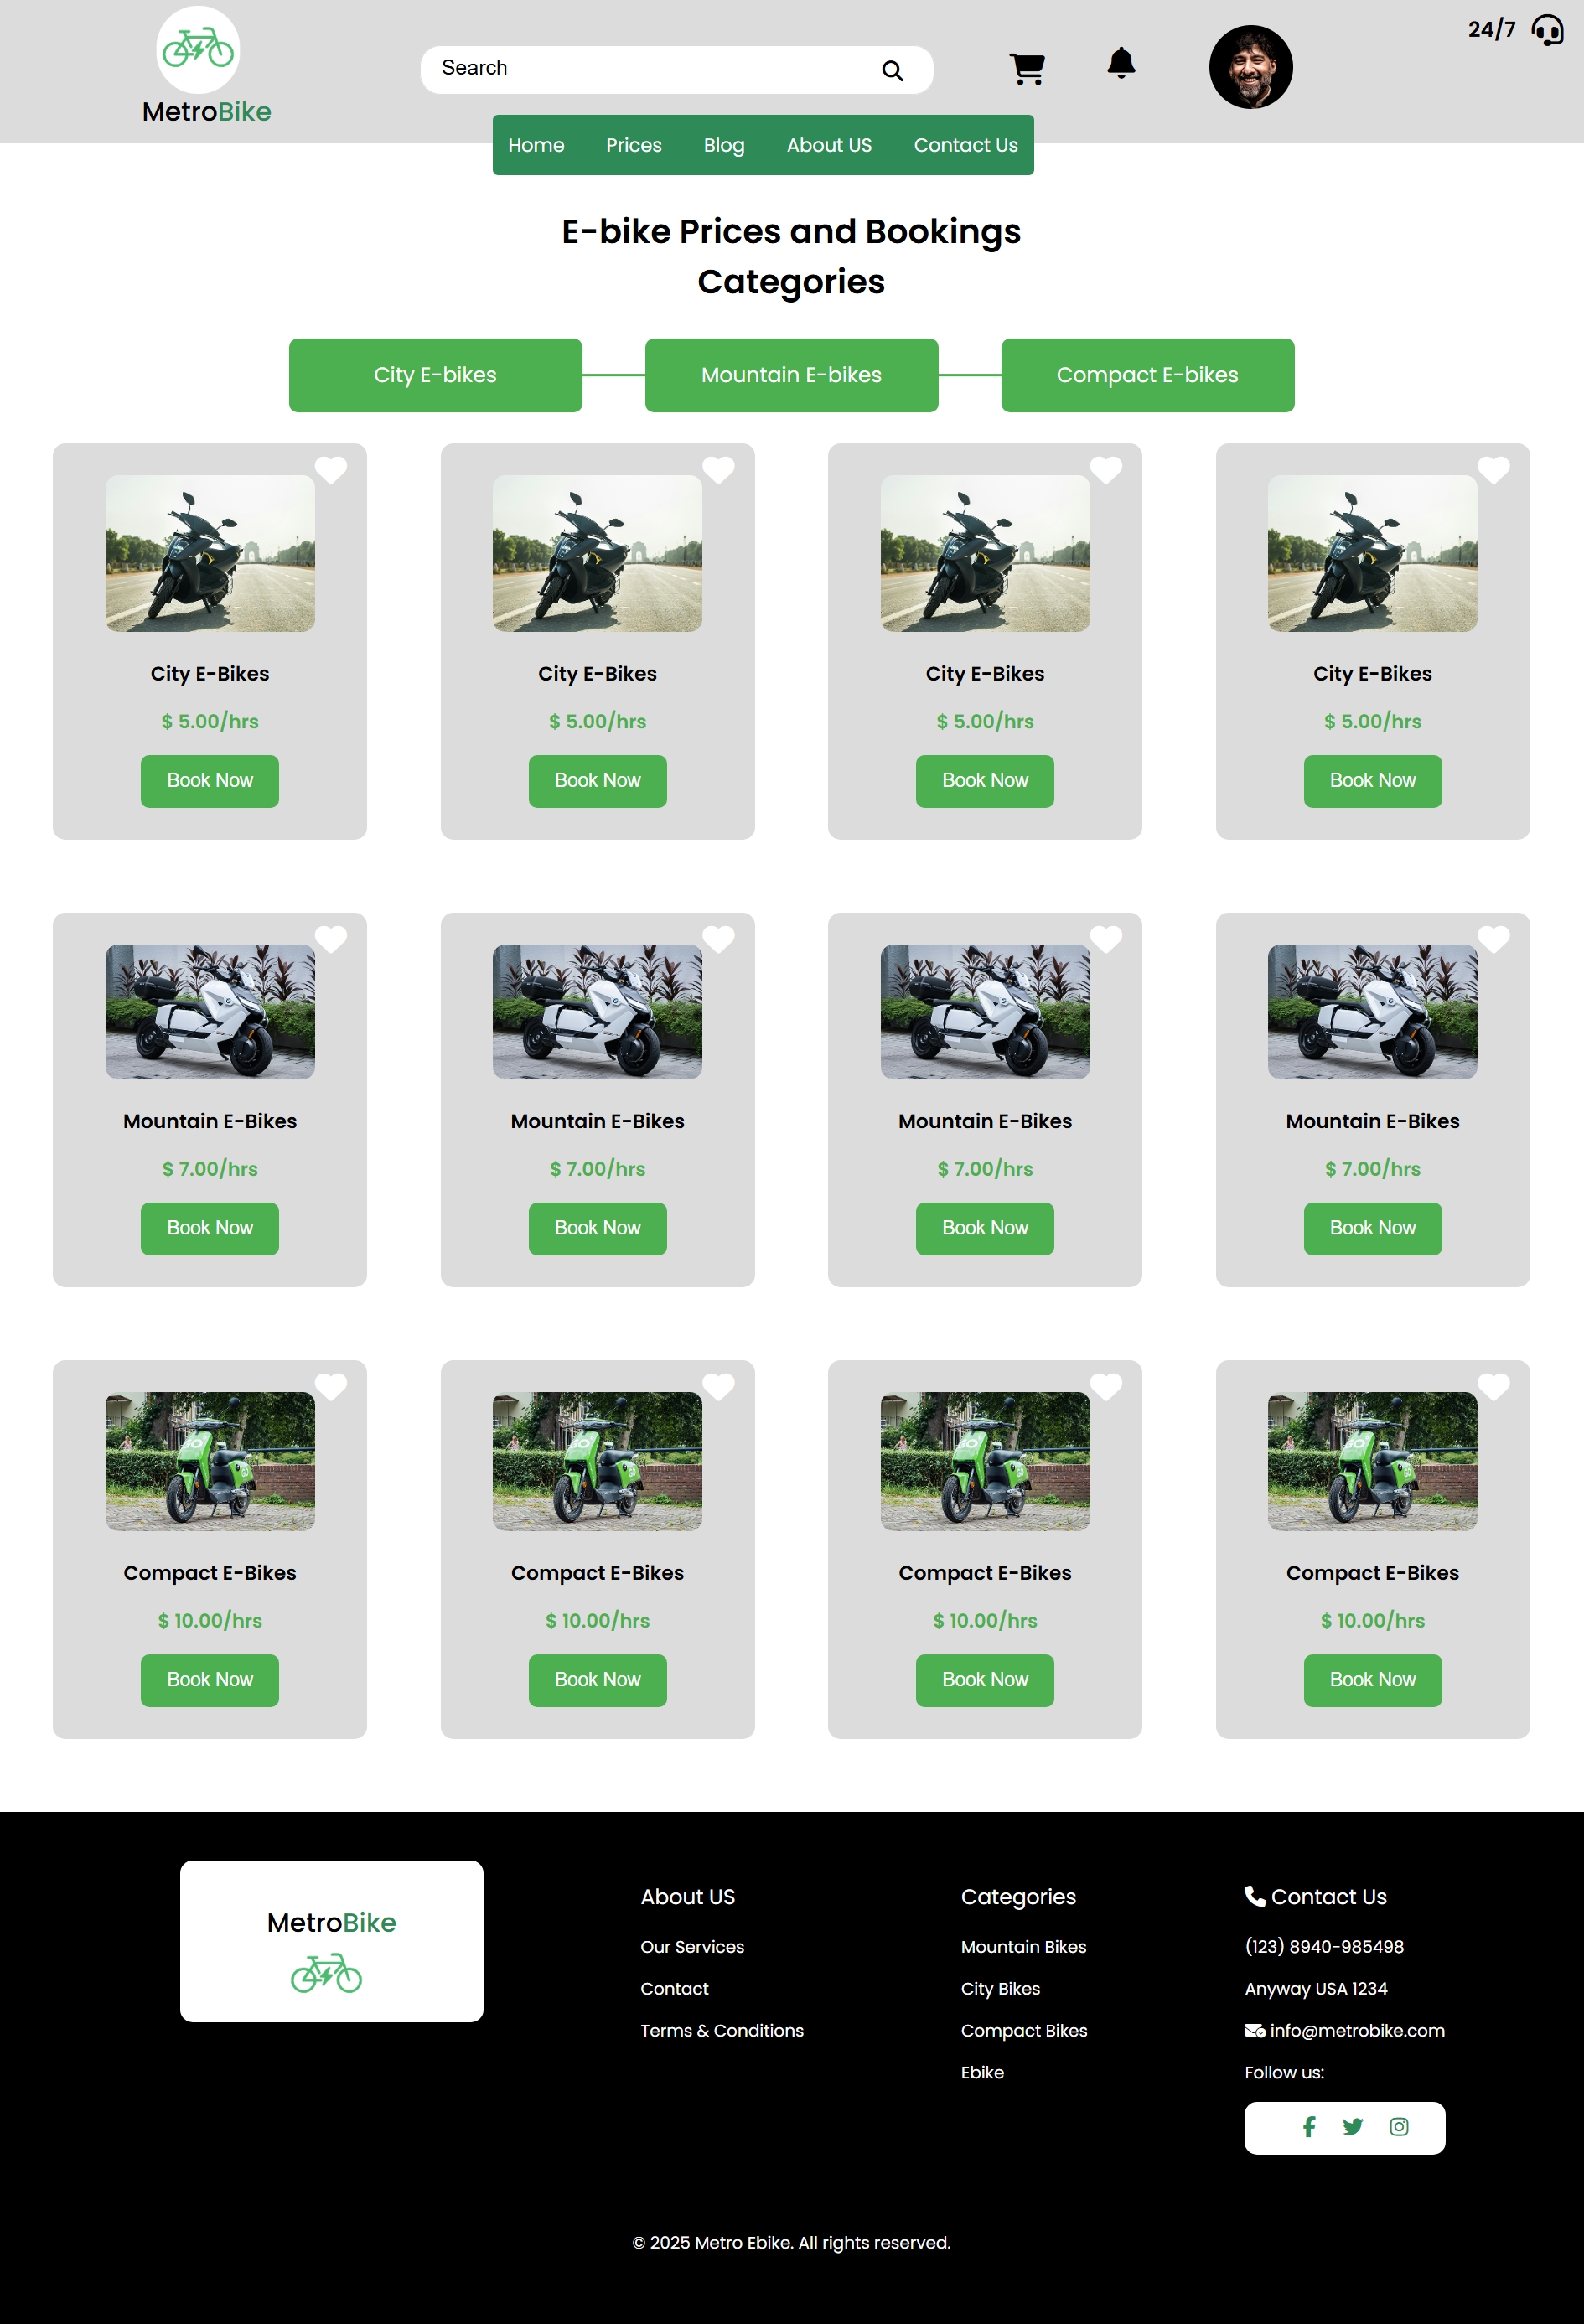 24/7
Search
MetroBike
Home Prices Blog About US Contact Us
E-bike Prices and Bookings
Categories
City E-bikes Mountain E-bikes Compact E-bikes
City E-Bikes City E-Bikes City E-Bikes City E-Bikes
$ 5.00/hrs $ 5.00/hrs $ 5.00/hrs $ 5.00/hrs
Book Now Book Now Book Now Book Now
Mountain E-Bikes Mountain E-Bikes Mountain E-Bikes Mountain E-Bikes
$ 7.00/hrs $ 7.00/hrs $ 7.00/hrs $ 7.00/hrs
Book Now Book Now Book Now Book Now
GO GO GO GO
Compact E-Bikes Compact E-Bikes Compact E-Bikes Compact E-Bikes
$ 10.00/hrs $ 10.00/hrs $ 10.00/hrs $ 10.00/hrs
Book Now Book Now Book Now Book Now
MetroBike
About US
Our Services
Contact
Terms & Conditions
Categories
Mountain Bikes
City Bikes
Compact Bikes
Ebike
Contact Us
(123) 8940-985498
Anyway USA 1234
info@metrobike.com
Follow us:
© 2025 Metro Ebike. All rights reserved.